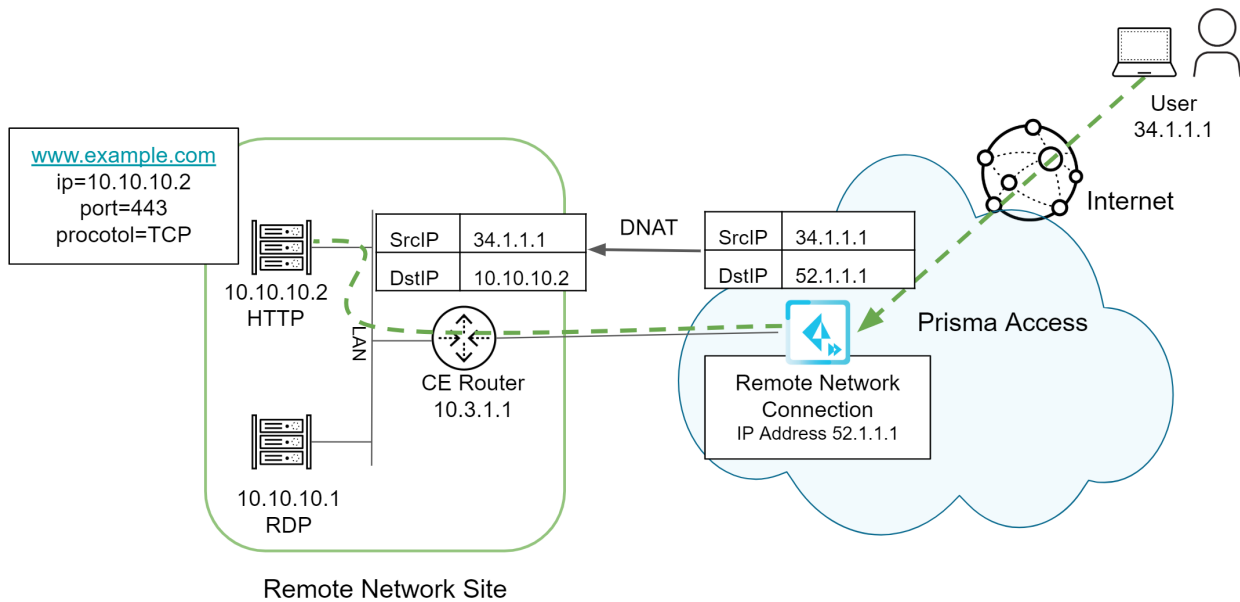 User
34.1.1.1
Internet
www.example.com
ip=10.10.10.2
port=443
procotol=TCP
SrcIP 34.1.1.1
DstIP 10.10.10.2
DNAT
SrcIP 34.1.1.1
DstIP 52.1.1.1
10.10.10.2
HTTP
LAN
CE Router
10.3.1.1
Prisma Access
Remote Network
Connection
IP Address 52.1.1.1
10.10.10.1
RDP
Remote Network Site